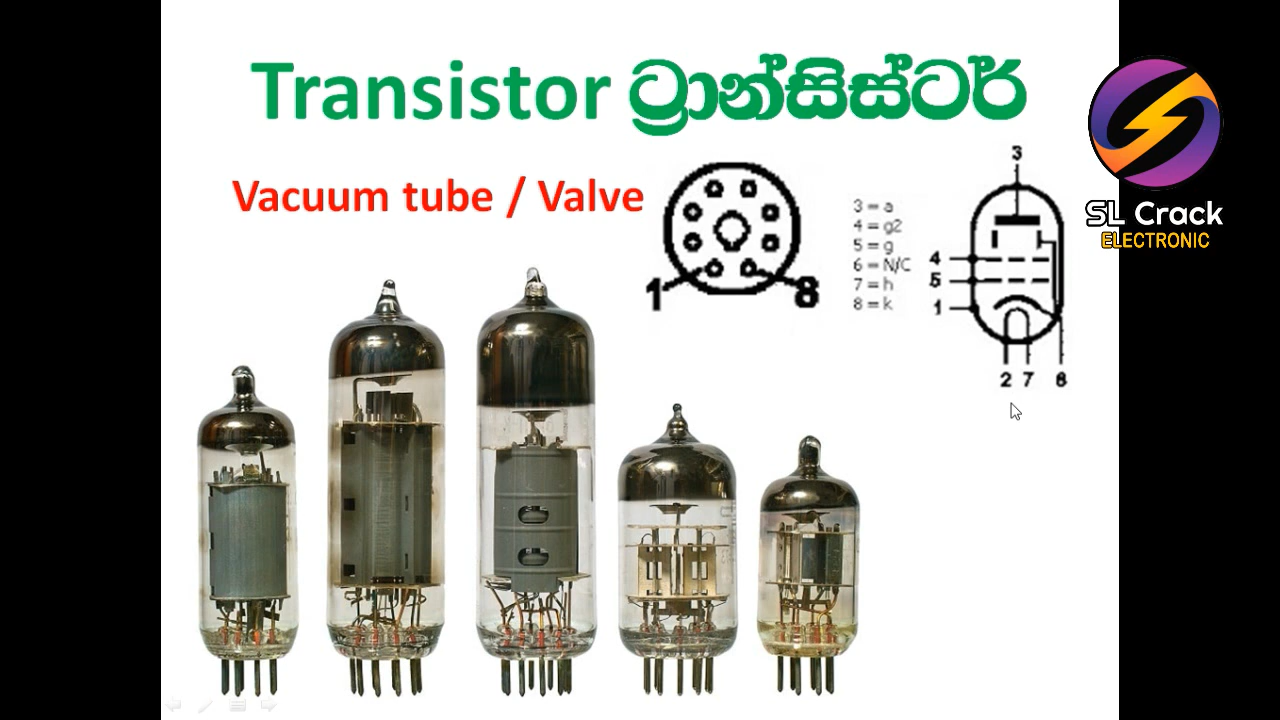 Transistor ට්‍රාන්සිස්ටර්
Vacuum tube / Valve
1
8
3 = a
4 = g2
5 = g
6 = N/C
7 = h
8 = k
3
4
5
1
2 7 8
SL Crack
ELECTRONIC